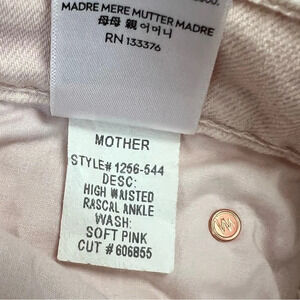 MADRE MERE MUTTER MADRE
母母 親 어머니
RN 133376
MOTHER
STYLE# 1256-544
DESC:
HIGH WAISTED
RASCAL ANKLE
WASH:
SOFT PINK
CUT # 606855